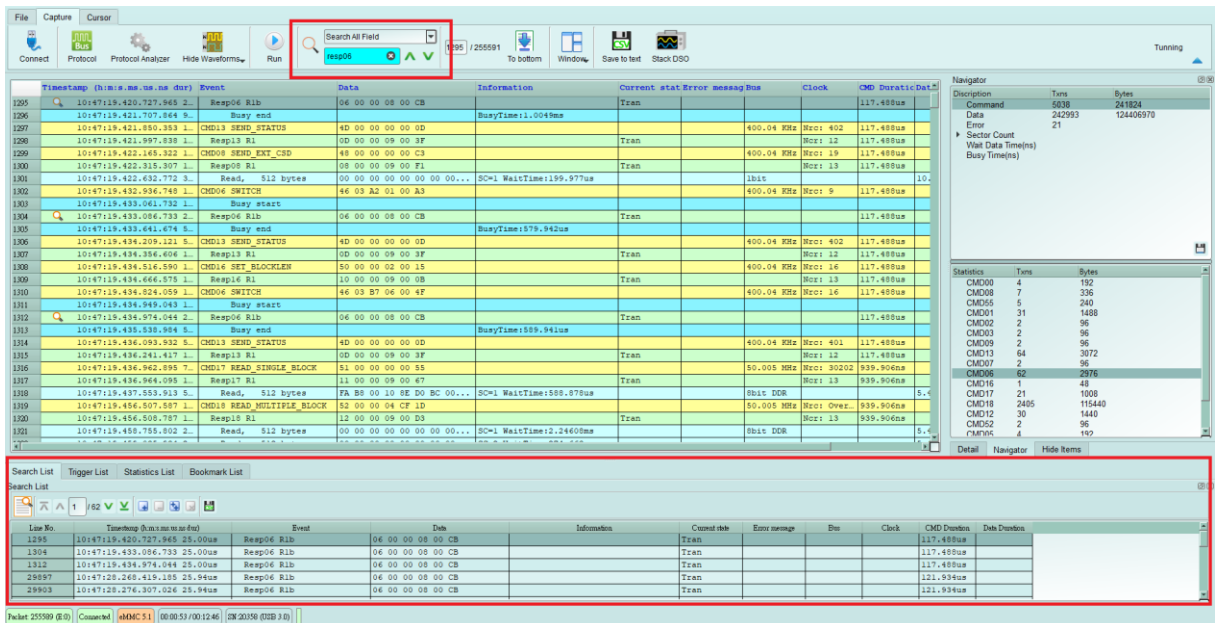 File Capture Cursor
Connect Protocol Protocol Analyzer Hide Waveforms Run
Search All Field
resp06
1295 / 255591
To bottom Window Save to text Stack DSO
Tunning
Timestamp (h:m:s.ms.us.ns dur) Event Data Information Current stat Error messag Bus Clock CMD Duratic Dat
1295 10:47:19.420.727.965 2... Resp06 R1b 06 00 00 08 00 CB Tran 117.488us
1296 10:47:19.421.707.864 9... Busy end BusyTime:1.0049ms
1297 10:47:19.421.850.353 1... CMD13 SEND_STATUS 4D 00 00 00 00 0D 400.04 KHz Nrc: 402 117.488us
1298 10:47:19.421.997.838 1... Resp13 R1 0D 00 00 09 00 3F Tran Ncr: 12 117.488us
1299 10:47:19.422.165.322 1... CMD08 SEND_EXT_CSD 48 00 00 00 00 C3 400.04 KHz Nrc: 19 117.488us
1300 10:47:19.422.315.307 1... Resp08 R1 08 00 00 09 00 F1 Tran Ncr: 13 117.488us
1301 10:47:19.422.632.772 3... Read, 512 bytes 00 00 00 00 00 00 00 00... SC=1 WaitTime:199.977us 1bit 10.
1302 10:47:19.432.936.748 1... CMD06 SWITCH 46 03 A2 01 00 A3 400.04 KHz Nrc: 9 117.488us
1303 10:47:19.433.061.732 1... Busy start
1304 10:47:19.433.086.733 2... Resp06 R1b 06 00 00 08 00 CB Tran 117.488us
1305 10:47:19.433.641.674 5... Busy end BusyTime:579.942us
1306 10:47:19.434.209.121 5... CMD13 SEND_STATUS 4D 00 00 00 00 0D 400.04 KHz Nrc: 402 117.488us
1307 10:47:19.434.356.606 1... Resp13 R1 0D 00 00 09 00 3F Tran Ncr: 12 117.488us
1308 10:47:19.434.516.590 1... CMD16 SET_BLOCKLEN 50 00 00 02 00 15 400.04 KHz Nrc: 16 117.488us
1309 10:47:19.434.666.575 1... Resp16 R1 10 00 00 09 00 0B Tran Ncr: 13 117.488us
1310 10:47:19.434.824.059 1... CMD06 SWITCH 46 03 B7 06 00 4F 400.04 KHz Nrc: 16 117.488us
1311 10:47:19.434.949.043 1... Busy start
1312 10:47:19.434.974.044 2... Resp06 R1b 06 00 00 08 00 CB Tran 117.488us
1313 10:47:19.435.538.984 5... Busy end BusyTime:589.941us
1314 10:47:19.436.093.932 5... CMD13 SEND_STATUS 4D 00 00 00 00 0D 400.04 KHz Nrc: 401 117.488us
1315 10:47:19.436.241.417 1... Resp13 R1 0D 00 00 09 00 3F Tran Ncr: 12 117.488us
1316 10:47:19.436.962.895 7... CMD17 READ_SINGLE_BLOCK 51 00 00 00 00 55 50.005 MHz Nrc: 30202 939.906ns
1317 10:47:19.436.964.095 1... Resp17 R1 11 00 00 09 00 67 Tran Ncr: 13 939.906ns
1318 10:47:19.437.553.913 5... Read, 512 bytes FA B8 00 10 8E D0 BC 00... SC=1 WaitTime:588.878us 8bit DDR 5.4
1319 10:47:19.456.507.587 1... CMD18 READ_MULTIPLE_BLOCK 52 00 00 04 CF 1D 50.005 MHz Nrc: Over... 939.906ns
1320 10:47:19.456.508.787 1... Resp18 R1 12 00 00 09 00 D3 Tran Ncr: 13 939.906ns
1321 10:47:19.458.755.802 2... Read, 512 bytes 00 00 00 00 00 00 00 00... SC=1 WaitTime:2.24608ms 8bit DDR 5.4
Navigator
Discription Txns Bytes
Command 5038 241824
Data 242993 124406970
Error 21
Sector Count
Wait Data Time(ns)
Busy Time(ns)
Statistics Txns Bytes
CMD00 4 192
CMD08 7 336
CMD55 5 240
CMD01 31 1488
CMD02 2 96
CMD03 2 96
CMD09 2 96
CMD13 64 3072
CMD07 2 96
CMD06 62 2976
CMD16 1 48
CMD17 21 1008
CMD18 2405 115440
CMD12 30 1440
CMD52 2 96
CMD05 4 192
Detail Navigator Hide Items
Search List Trigger List Statistics List Bookmark List
Search List
1 /62
Line No. Timestamp (h:m:s.ms.us.ns dur) Event Data Information Current state Error message Bus Clock CMD Duration Data Duration
1295 10:47:19.420.727.965 25.00us Resp06 R1b 06 00 00 08 00 CB Tran 117.488us
1304 10:47:19.433.086.733 25.00us Resp06 R1b 06 00 00 08 00 CB Tran 117.488us
1312 10:47:19.434.974.044 25.00us Resp06 R1b 06 00 00 08 00 CB Tran 117.488us
29897 10:47:28.268.419.185 25.94us Resp06 R1b 06 00 00 08 00 CB Tran 121.934us
29903 10:47:28.276.307.026 25.94us Resp06 R1b 06 00 00 08 00 CB Tran 121.934us
Packet: 255589 (E:0) Connected eMMC 5.1 00:00:53 / 00:12:46 SN:20358 (USB 3.0)